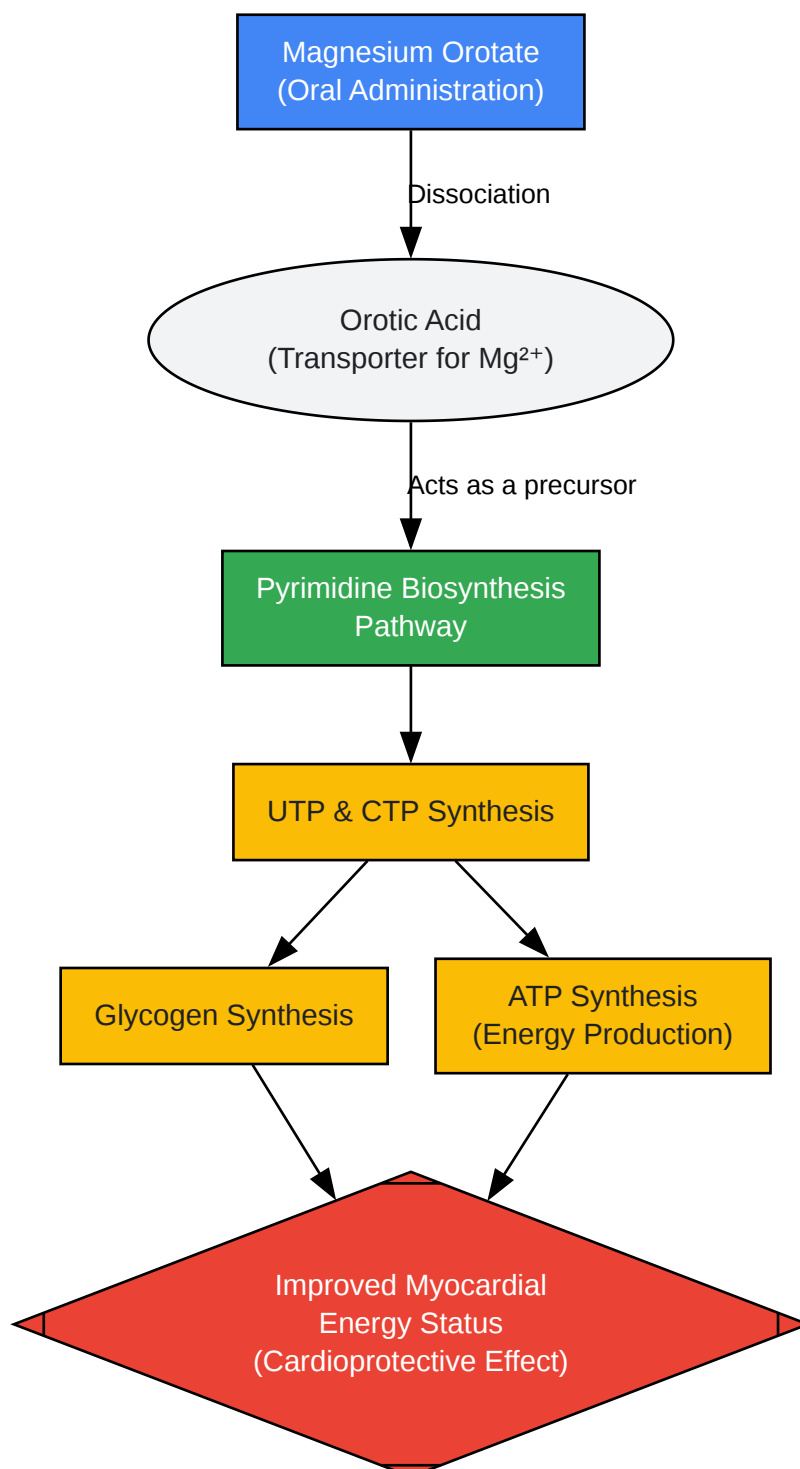 Magnesium Orotate
(Oral Administration)
Dissociation
Orotic Acid
(Transporter for Mg²⁺)
Acts as a precursor
Pyrimidine Biosynthesis
Pathway
UTP & CTP Synthesis
Glycogen Synthesis
ATP Synthesis
(Energy Production)
Improved Myocardial
Energy Status
(Cardioprotective Effect)